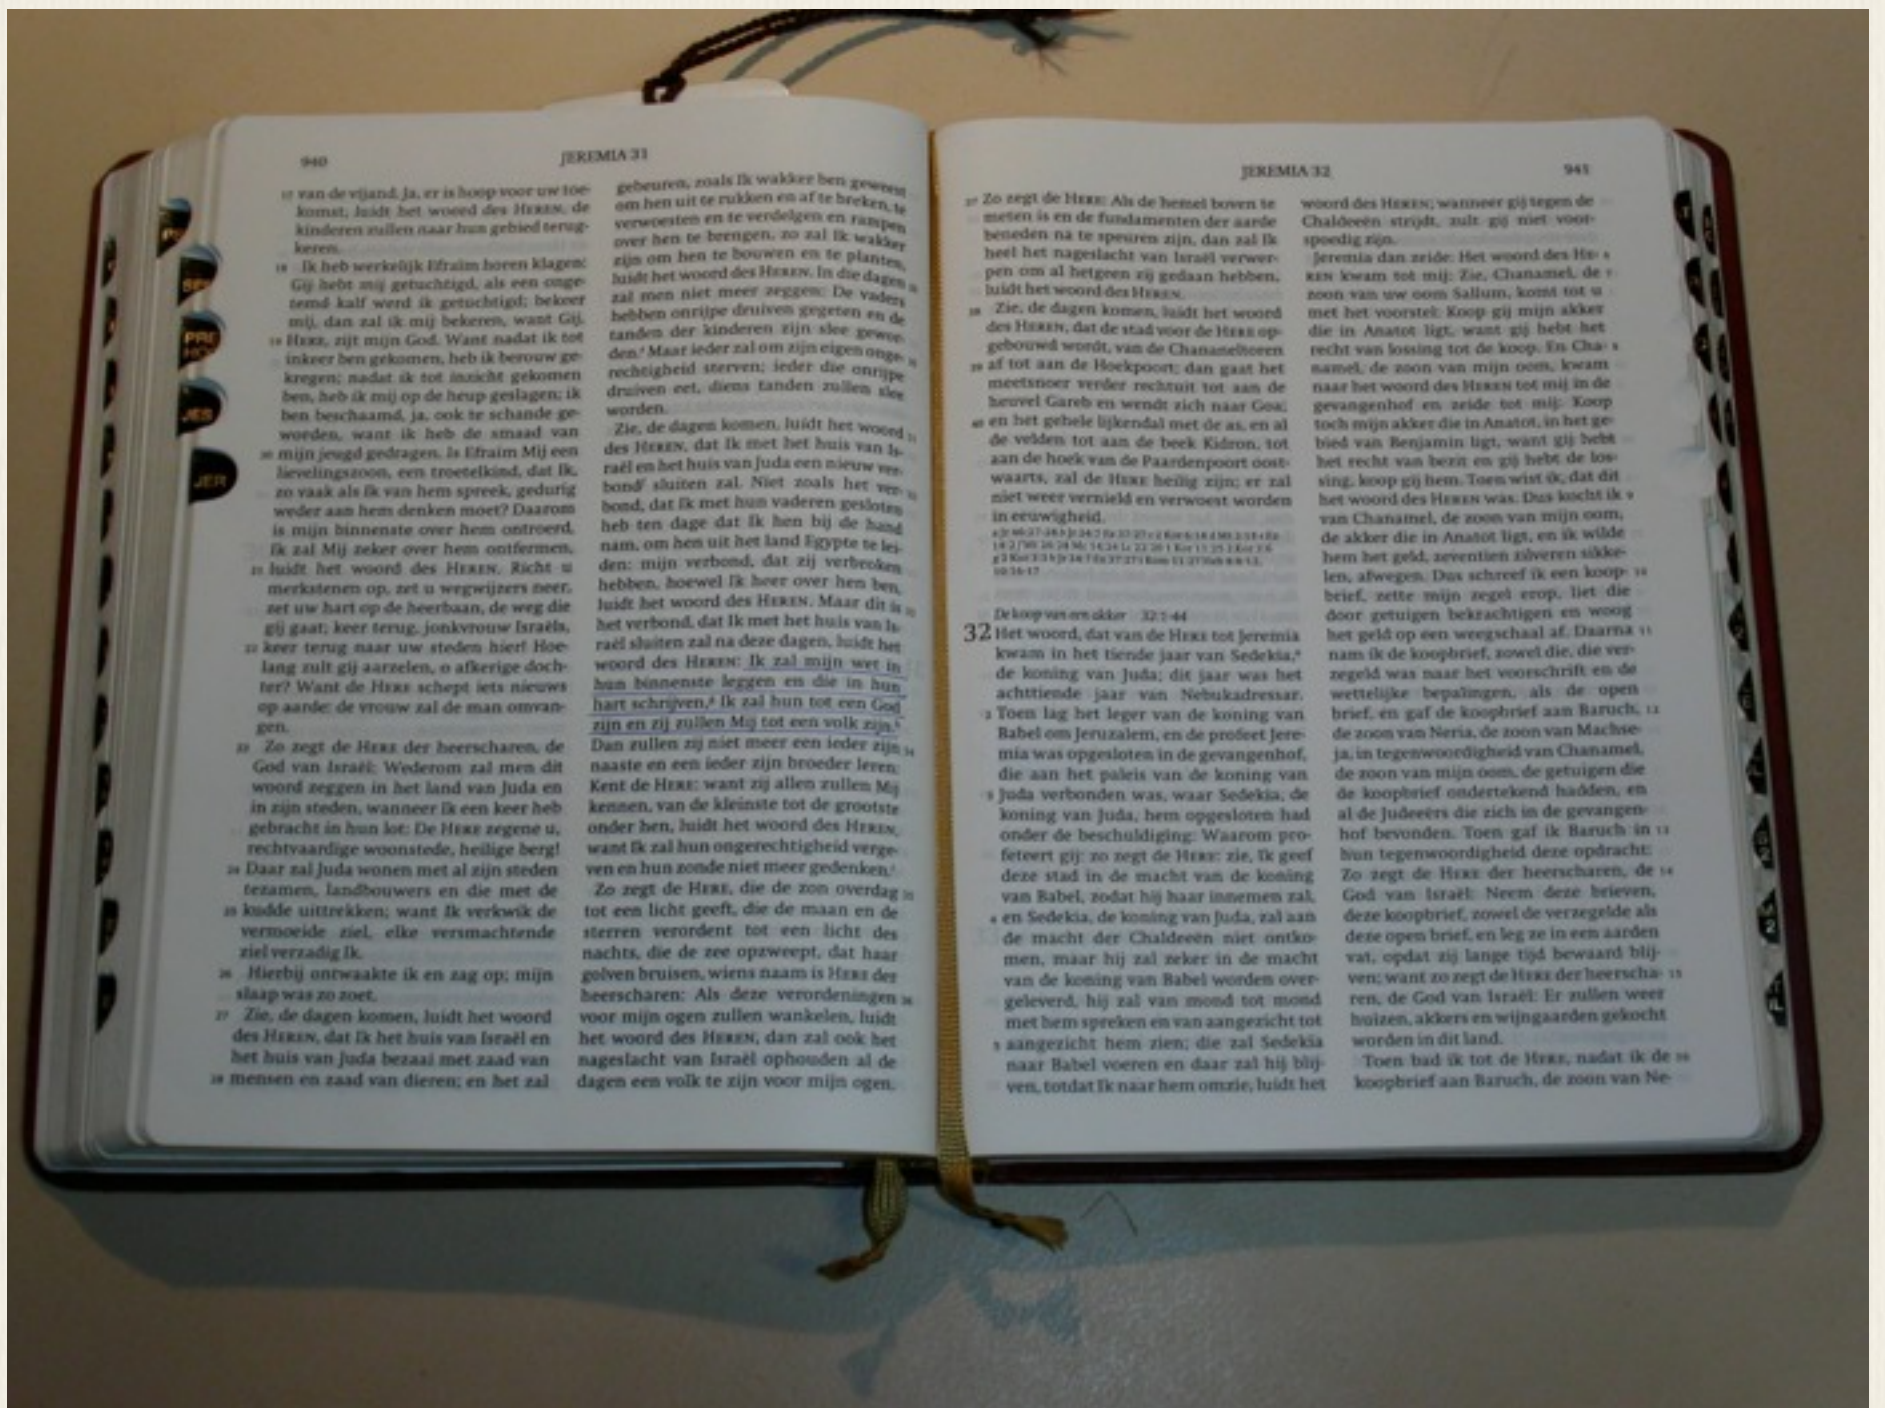 940
JEREMIA 31
17 van de vijand. Ja, er is hoop voor uw toe-
komst, luidt het woord des HEREN, de
kinderen zullen naar hun gebied terug-
keren.
18 Ik heb werkelijk Efraïm horen klagen:
Gij hebt mij getuchtigd, als een onge-
temd kalf werd ik getuchtigd; bekeer
mij, dan zal ik mij bekeren, want Gij,
19 HERE, zijt mijn God. Want nadat ik tot
inkeer ben gekomen, heb ik berouw ge-
kregen; nadat ik tot inzicht gekomen
ben, heb ik mij op de heup geslagen; ik
ben beschaamd, ja, ook te schande ge-
worden, want ik heb de smaad van
20 mijn jeugd gedragen. Is Efraïm Mij een
lievelingszoon, een troetelkind, dat Ik,
zo vaak als Ik van hem spreek, gedurig
weder aan hem denken moet? Daarom
is mijn binnenste over hem ontroerd,
Ik zal Mij zeker over hem ontfermen,
21 luidt het woord des HEREN. Richt u
merkstenen op, zet u wegwijzers neer,
zet uw hart op de heerbaan, de weg die
gij gaat; keer terug, jonkvrouw Israëls,
22 keer terug naar uw steden hier! Hoe-
lang zult gij aarzelen, o afkerige doch-
ter? Want de HERE schept iets nieuws
op aarde: de vrouw zal de man omvan-
gen.
23 Zo zegt de HERE der heerscharen, de
God van Israël: Wederom zal men dit
woord zeggen in het land van Juda en
in zijn steden, wanneer Ik een keer heb
gebracht in hun lot: De HERE zegene u,
rechtvaardige woonstede, heilige berg!
24 Daar zal Juda wonen met al zijn steden
tezamen, landbouwers en die met de
25 kudde uittrekken; want Ik verkwik de
vermoeide ziel, elke versmachtende
ziel verzadig Ik.
26 Hierbij ontwaakte ik en zag op; mijn
slaap was zo zoet.
27 Zie, de dagen komen, luidt het woord
des HEREN, dat Ik het huis van Israël en
het huis van Juda bezaai met zaad van
28 mensen en zaad van dieren; en het zal
gebeuren, zoals Ik wakker ben geweest
om hen uit te rukken en af te breken, te
verwoesten en te verdelgen en rampen
over hen te brengen, zo zal Ik wakker
zijn om hen te bouwen en te planten,
luidt het woord des HEREN. In die dagen 29
zal men niet meer zeggen: De vaders
hebben onrijpe druiven gegeten en de
tanden der kinderen zijn slee gewor-
den. Maar ieder zal om zijn eigen onge- 30
rechtigheid sterven; ieder die onrijpe
druiven eet, diens tanden zullen slee
worden.
Zie, de dagen komen, luidt het woord 31
des HEREN, dat Ik met het huis van Is-
raël en het huis van Juda een nieuw ver-
bond sluiten zal. Niet zoals het ver- 32
bond, dat Ik met hun vaderen gesloten
heb ten dage dat Ik hen bij de hand
nam, om hen uit het land Egypte te lei-
den: mijn verbond, dat zij verbroken
hebben, hoewel Ik heer over hen ben,
luidt het woord des HEREN. Maar dit is 33
het verbond, dat Ik met het huis van Is-
raël sluiten zal na deze dagen, luidt het
woord des HEREN: Ik zal mijn wet in
hun binnenste leggen en die in hun
hart schrijven,g Ik zal hun tot een God
zijn en zij zullen Mij tot een volk zijn.h
Dan zullen zij niet meer een ieder zijn 34
naaste en een ieder zijn broeder leren:
Kent de HERE: want zij allen zullen Mij
kennen, van de kleinste tot de grootste
onder hen, luidt het woord des HEREN,
want Ik zal hun ongerechtigheid verge-
ven en hun zonde niet meer gedenken.i
Zo zegt de HERE, die de zon overdag 35
tot een licht geeft, die de maan en de
sterren verordent tot een licht des
nachts, die de zee opzweept, dat haar
golven bruisen, wiens naam is HERE der
heerscharen: Als deze verordeningen 36
voor mijn ogen zullen wankelen, luidt
het woord des HEREN, dan zal ook het
nageslacht van Israël ophouden al de
dagen een volk te zijn voor mijn ogen.
JEREMIA 32
941
37 Zo zegt de HERE: Als de hemel boven te
meten is en de fundamenten der aarde
beneden na te speuren zijn, dan zal Ik
heel het nageslacht van Israël verwer-
pen om al hetgeen zij gedaan hebben,
luidt het woord des HEREN.
38 Zie, de dagen komen, luidt het woord
des HEREN, dat de stad voor de HERE op-
gebouwd wordt, van de Chananeltoren
39 af tot aan de Hoekpoort; dan gaat het
meetsnoer verder rechtuit tot aan de
heuvel Gareb en wendt zich naar Goa;
40 en het gehele lijkendal met de as, en al
de velden tot aan de beek Kidron, tot
aan de hoek van de Paardenpoort oost-
waarts, zal de HERE heilig zijn; er zal
niet weer vernield en verwoest worden
in eeuwigheid.
10:16-17
De koop van een akker 32:1-44
32 Het woord, dat van de HERE tot Jeremia
kwam in het tiende jaar van Sedekia,a
de koning van Juda; dit jaar was het
achttiende jaar van Nebukadressar.
2 Toen lag het leger van de koning van
Babel om Jeruzalem, en de profeet Jere-
mia was opgesloten in de gevangenhof,
die aan het paleis van de koning van
3 Juda verbonden was, waar Sedekia, de
koning van Juda, hem opgesloten had
onder de beschuldiging: Waarom pro-
feteert gij: zo zegt de HERE: zie, Ik geef
deze stad in de macht van de koning
van Babel, zodat hij haar innemen zal,
4 en Sedekia, de koning van Juda, zal aan
de macht der Chaldeeën niet ontko-
men, maar hij zal zeker in de macht
van de koning van Babel worden over-
geleverd, hij zal van mond tot mond
met hem spreken en van aangezicht tot
5 aangezicht hem zien; die zal Sedekia
naar Babel voeren en daar zal hij blij-
ven, totdat Ik naar hem omzie, luidt het
woord des HEREN; wanneer gij tegen de
Chaldeeën strijdt, zult gij niet voor-
spoedig zijn.
Jeremia dan zeide: Het woord des HE- 6
REN kwam tot mij: Zie, Chanamel, de 7
zoon van uw oom Sallum, komt tot u
met het voorstel: Koop gij mijn akker
die in Anatot ligt, want gij hebt het
recht van lossing tot de koop. En Cha- 8
namel, de zoon van mijn oom, kwam
naar het woord des HEREN tot mij in de
gevangenhof en zeide tot mij: Koop
toch mijn akker die in Anatot, in het ge-
bied van Benjamin ligt, want gij hebt
het recht van bezit en gij hebt de los-
sing, koop gij hem. Toen wist ik, dat dit
het woord des HEREN was. Dus kocht ik 9
van Chanamel, de zoon van mijn oom,
de akker die in Anatot ligt, en ik wilde
hem het geld, zeventien zilveren sikke-
len, afwegen. Dus schreef ik een koop- 10
brief, zette mijn zegel erop, liet die
door getuigen bekrachtigen en woog
het geld op een weegschaal af. Daarna 11
nam ik de koopbrief, zowel die, die ver-
zegeld was naar het voorschrift en de
wettelijke bepalingen, als de open
brief, en gaf de koopbrief aan Baruch, 12
de zoon van Neria, de zoon van Machse-
ja, in tegenwoordigheid van Chanamel,
de zoon van mijn oom, de getuigen die
de koopbrief ondertekend hadden, en
al de Judeeërs die zich in de gevangen-
hof bevonden. Toen gaf ik Baruch in 13
hun tegenwoordigheid deze opdracht:
Zo zegt de HERE der heerscharen, de 14
God van Israël: Neem deze brieven,
deze koopbrief, zowel de verzegelde als
deze open brief, en leg ze in een aarden
vat, opdat zij lange tijd bewaard blij-
ven; want zo zegt de HERE der heerscha- 15
ren, de God van Israël: Er zullen weer
huizen, akkers en wijngaarden gekocht
worden in dit land.
Toen bad ik tot de HERE, nadat ik de 16
koopbrief aan Baruch, de zoon van Ne-
PRE
JES
JER